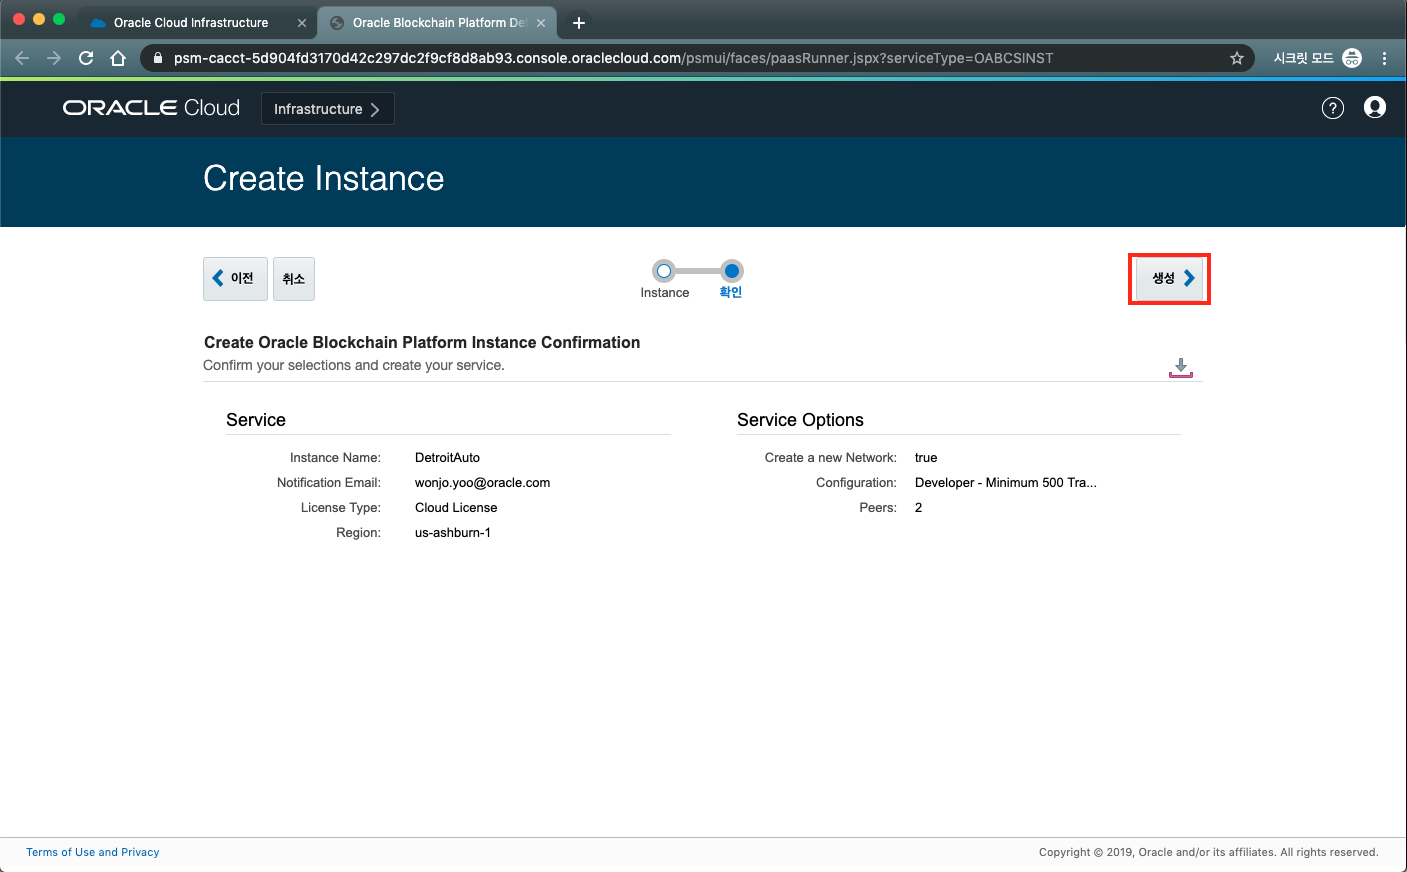 Oracle Cloud Infrastructure
Oracle Blockchain Platform De
psm-cacct-5d904fd3170d42c297dc2f9cf8d8ab93.console.oraclecloud.com/psmui/faces/paasRunner.jspx?serviceType=OABCSINST
시크릿 모드
ORACLE Cloud
Infrastructure
Create Instance
이전
취소
Instance
확인
생성
Create Oracle Blockchain Platform Instance Confirmation
Confirm your selections and create your service.
Service
Instance Name: DetroitAuto
Notification Email: wonjo.yoo@oracle.com
License Type: Cloud License
Region: us-ashburn-1
Service Options
Create a new Network: true
Configuration: Developer - Minimum 500 Tra...
Peers: 2
Terms of Use and Privacy
Copyright © 2019, Oracle and/or its affiliates. All rights reserved.